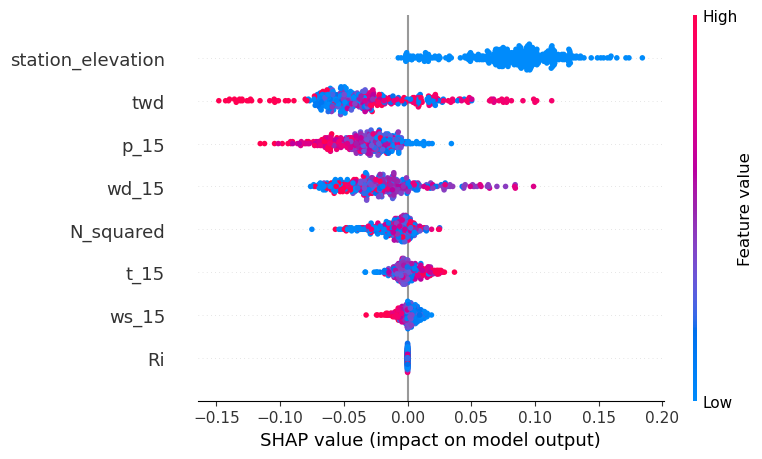 High
station_elevation
twd
p_15
wd_15
N_squared
t_15
ws_15
Ri
Feature value
Low
−0.15 −0.10 −0.05 0.00 0.05 0.10 0.15 0.20
SHAP value (impact on model output)